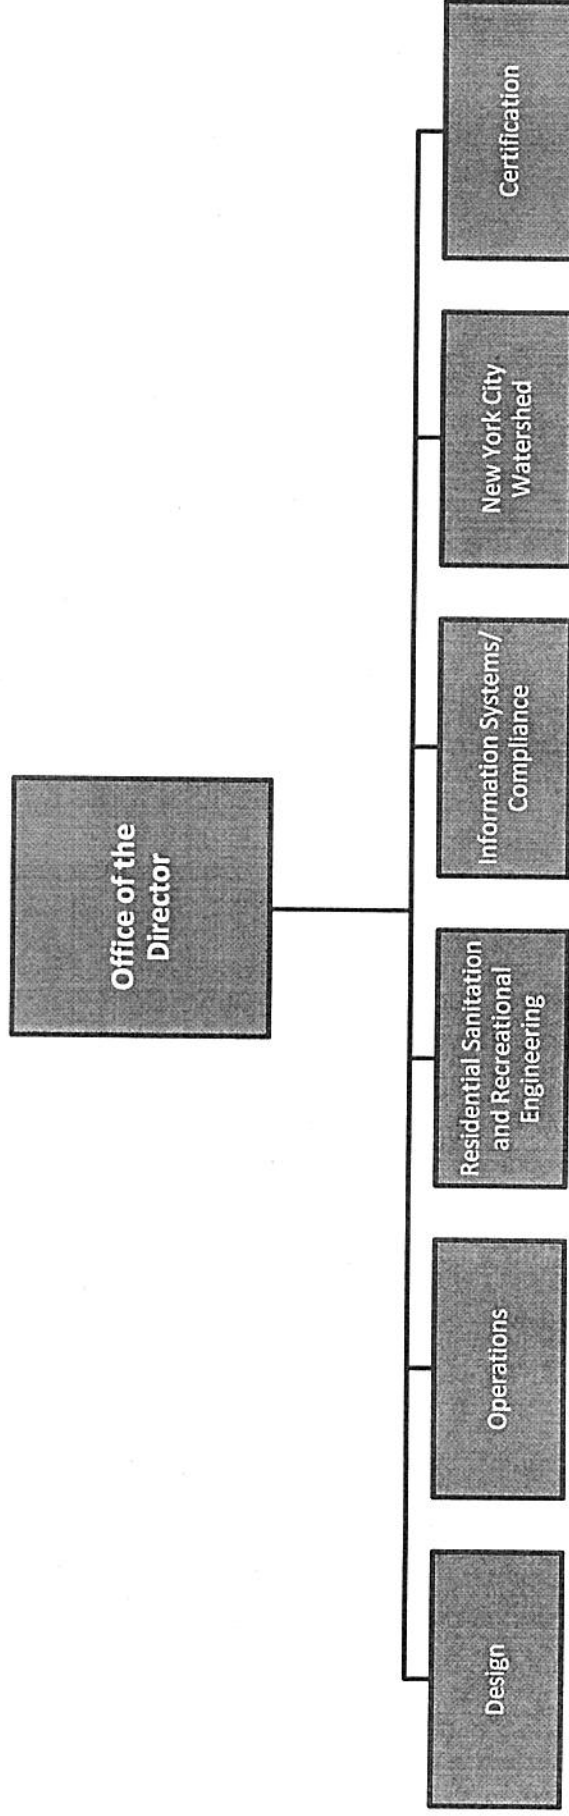 Office of the
Director
Design
Operations
Residential Sanitation
and Recreational
Engineering
Information Systems/
Compliance
New York City
Watershed
Certification